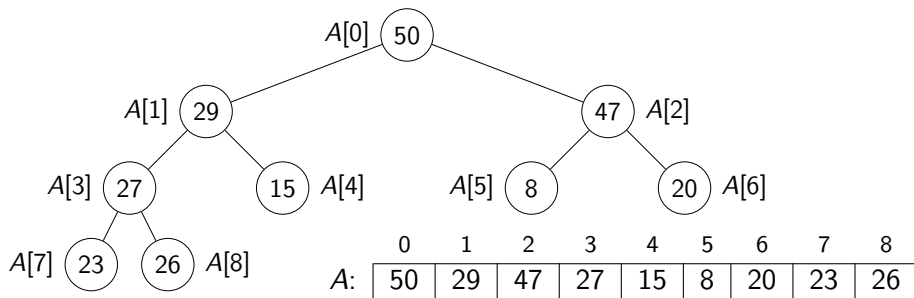 A[0] 50
A[1] 29 47 A[2]
A[3] 27 15 A[4] A[5] 8 20 A[6]
0 1 2 3 4 5 6 7 8
A[7] 23 26 A[8] A: 50 29 47 27 15 8 20 23 26